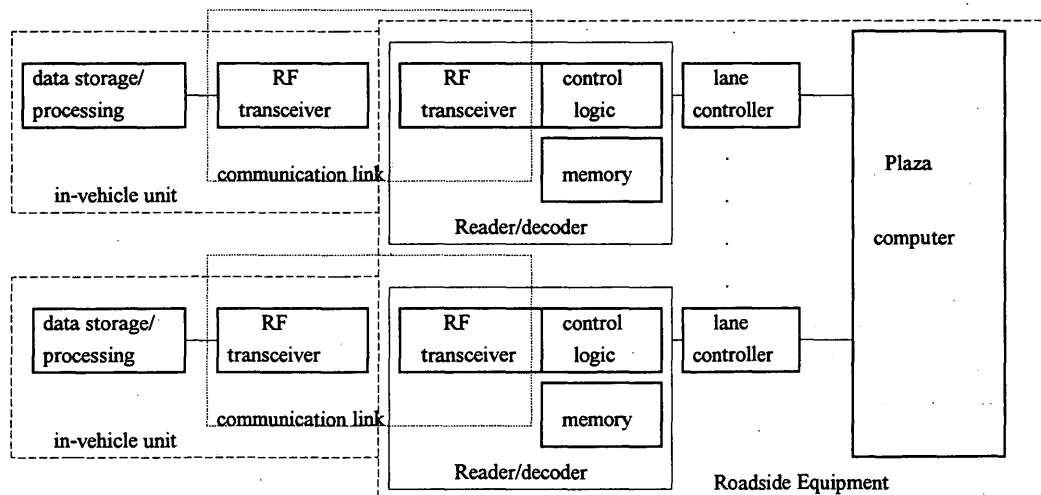 data storage/
processing
RF
transceiver
RF
transceiver
control
logic
lane
controller
Plaza
computer
communication link
memory
in-vehicle unit
Reader/decoder
data storage/
processing
RF
transceiver
RF
transceiver
control
logic
lane
controller
communication link
memory
in-vehicle unit
Reader/decoder
Roadside Equipment